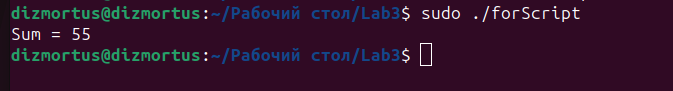 dizmortus@dizmortus:~/Рабочий стол/Lab3$ sudo ./forScript
Sum = 55
dizmortus@dizmortus:~/Рабочий стол/Lab3$